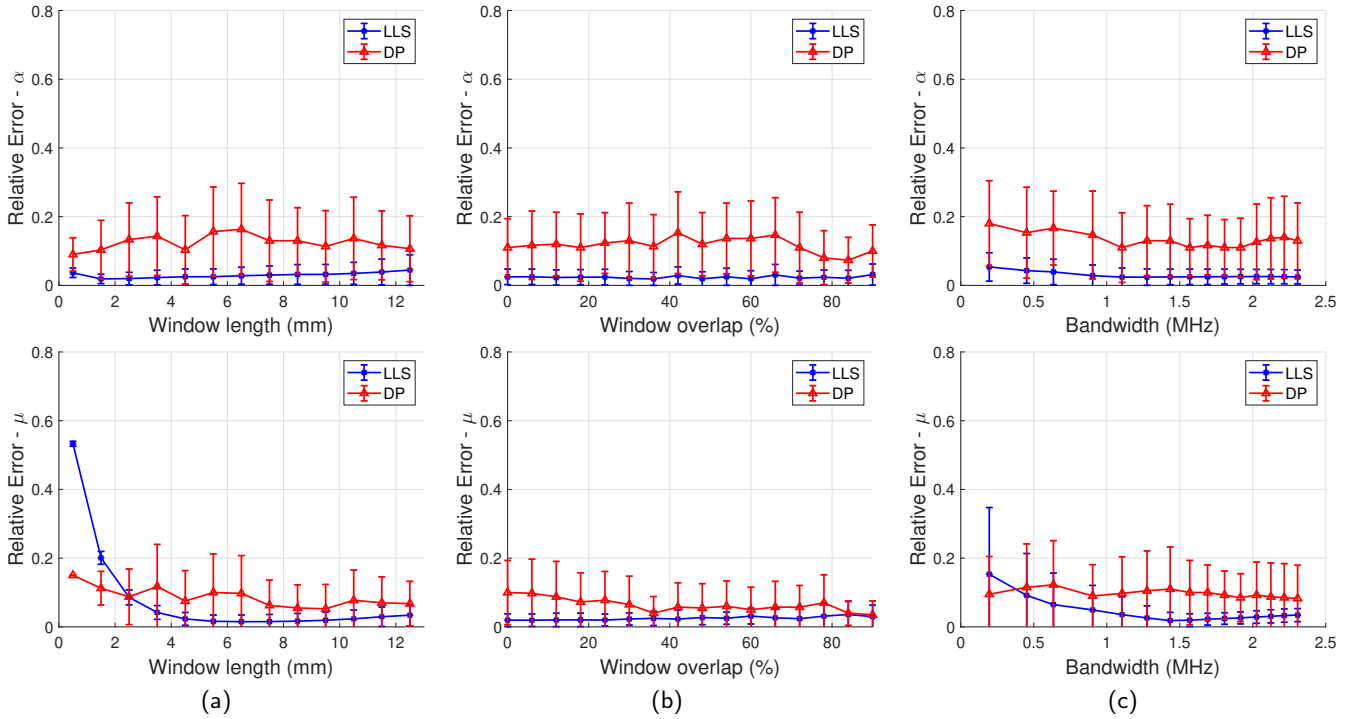 0.8
0.6
0.4
0.2
0
Relative Error - α
LLS
DP
0 2 4 6 8 10 12
Window length (mm)
0.8
0.6
0.4
0.2
0
Relative Error - α
LLS
DP
0 20 40 60 80
Window overlap (%)
0.8
0.6
0.4
0.2
0
Relative Error - α
LLS
DP
0 0.5 1 1.5 2 2.5
Bandwidth (MHz)
0.8
0.6
0.4
0.2
0
Relative Error - μ
LLS
DP
0 2 4 6 8 10 12
Window length (mm)
(a)
0.8
0.6
0.4
0.2
0
Relative Error - μ
LLS
DP
0 20 40 60 80
Window overlap (%)
(b)
0.8
0.6
0.4
0.2
0
Relative Error - μ
LLS
DP
0 0.5 1 1.5 2 2.5
Bandwidth (MHz)
(c)